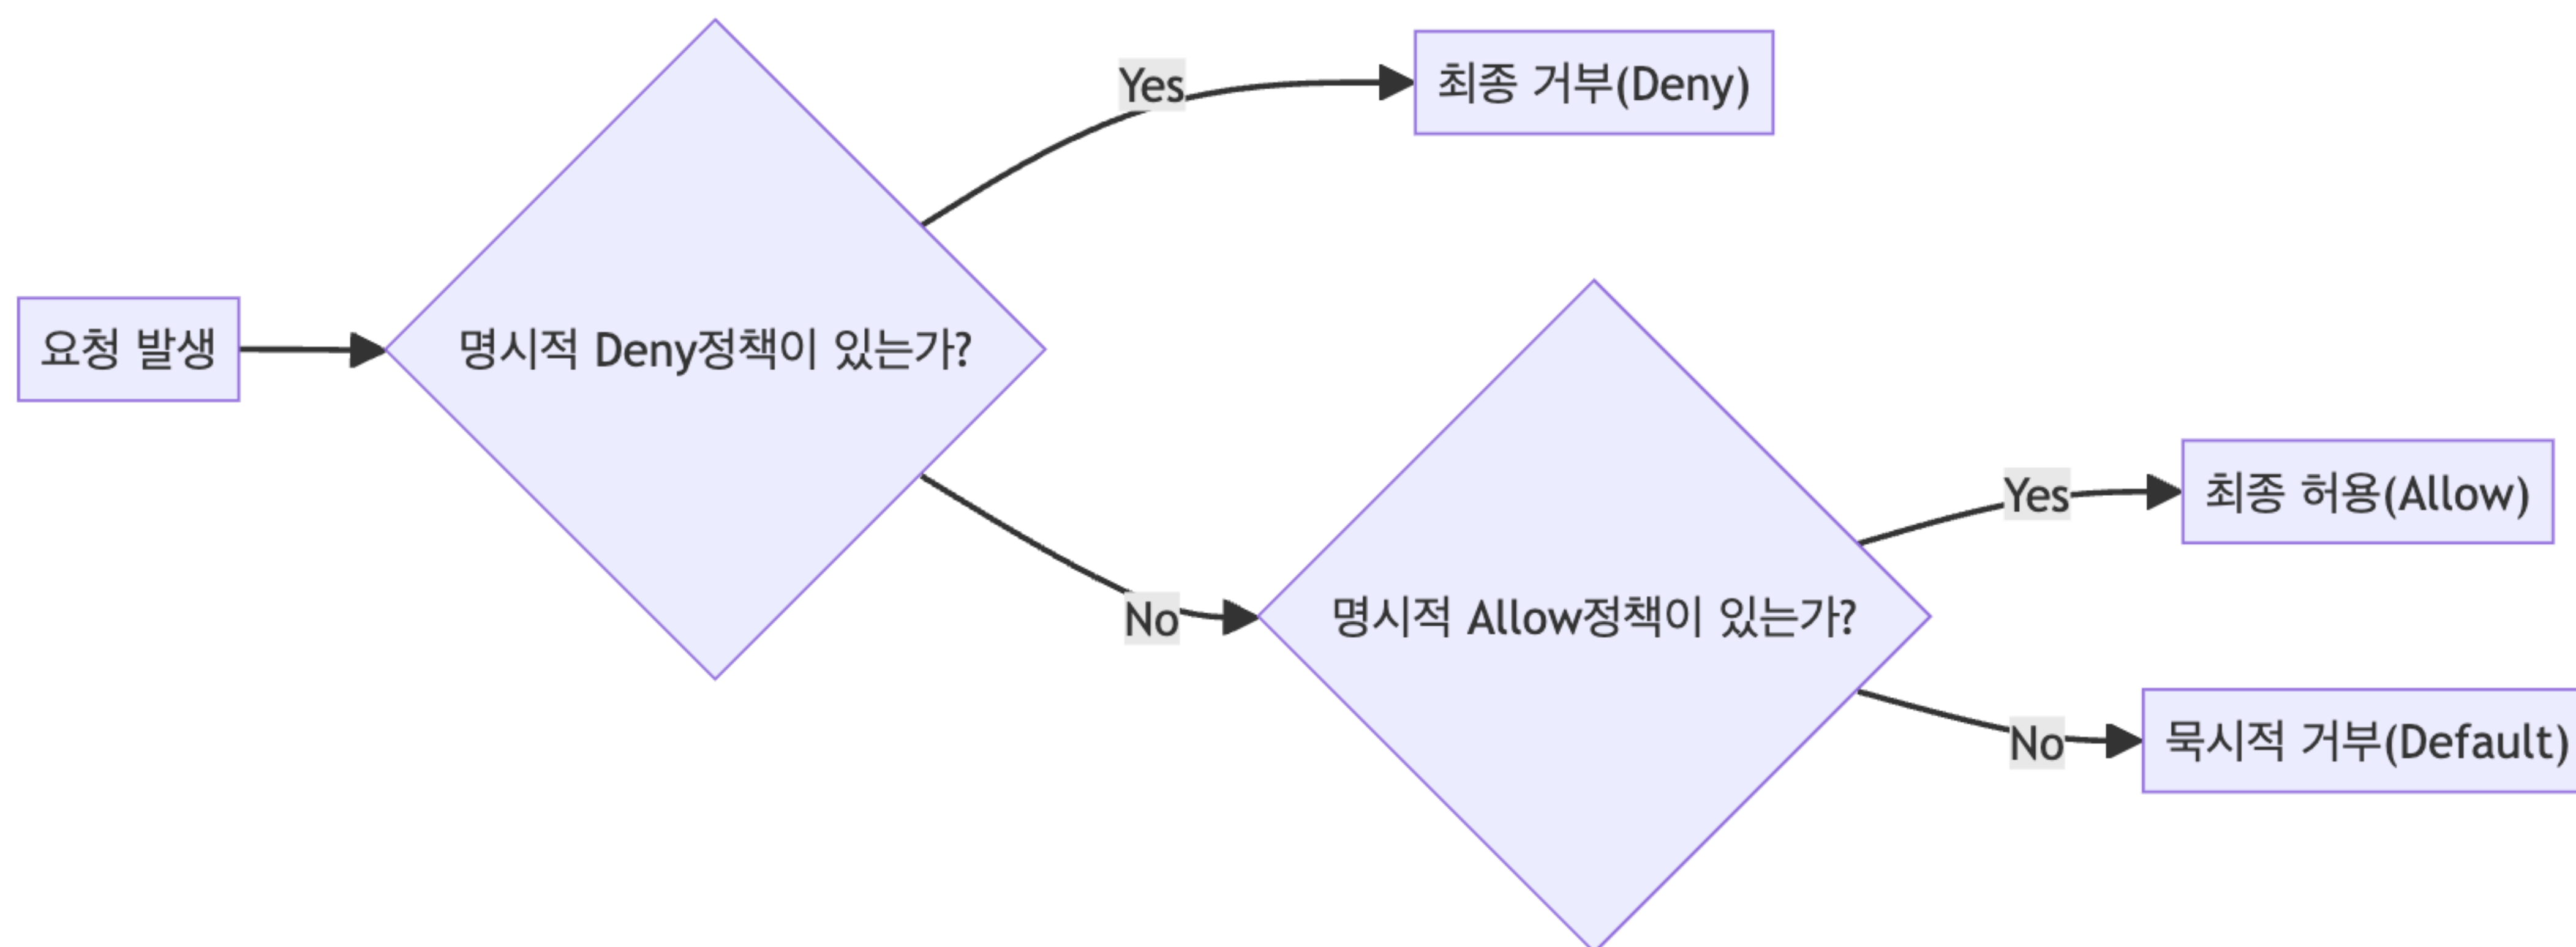 요청 발생
명시적 Deny정책이 있는가?
Yes
최종 거부(Deny)
No
명시적 Allow정책이 있는가?
Yes
최종 허용(Allow)
No
묵시적 거부(Default)